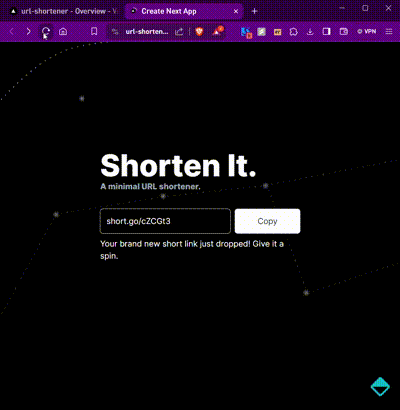 url-shortener - Overview - V
Create Next App
url-shorten...
VPN
Shorten It.
A minimal URL shortener.
short.go/cZCGt3
Copy
Your brand new short link just dropped! Give it a
spin.